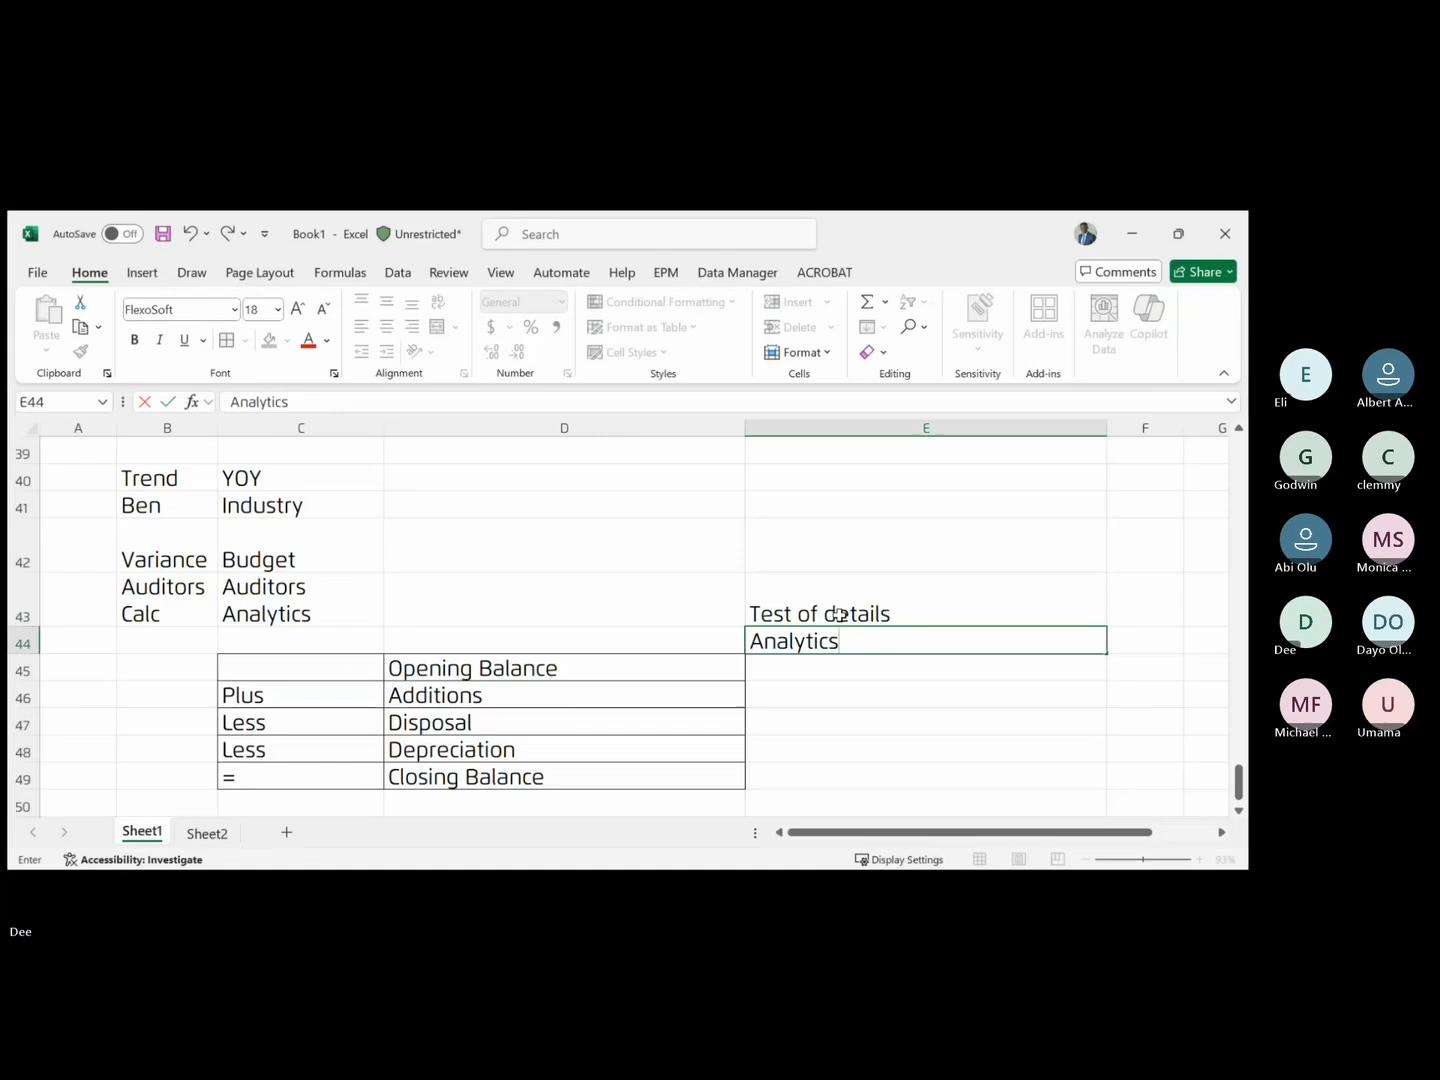 AutoSave Off Book1 - Excel Unrestricted* Search
File Home Insert Draw Page Layout Formulas Data Review View Automate Help EPM Data Manager ACROBAT Comments Share
Paste
FlexoSoft 18 A^ A˅
B I U A
ab
General
$ % 9
Conditional Formatting
Format as Table
Cell Styles
Insert
Delete
Format
Sensitivity
Add-ins
Analyze Data
Copilot
Clipboard Font Alignment Number Styles Cells Editing Sensitivity Add-ins
E44 fx Analytics
A B C D E F G
39
40 Trend YOY
41 Ben Industry
42 Variance Budget
Auditors Auditors
43 Calc Analytics Test of details
44 Analytics
45 Opening Balance
46 Plus Additions
47 Less Disposal
48 Less Depreciation
49 = Closing Balance
50
Sheet1 Sheet2 +
Enter Accessibility: Investigate Display Settings 93%
E
Eli
Albert A...
G
Godwin
C
clemmy
Abi Olu
MS
Monica ...
D
Dee
DO
Dayo Ol...
MF
Michael ...
U
Umama
Dee